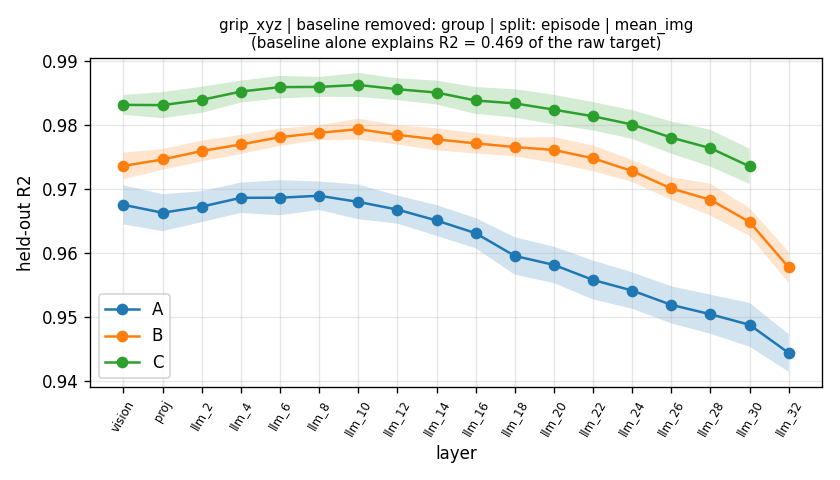 grip_xyz | baseline removed: group | split: episode | mean_img
(baseline alone explains R2 = 0.469 of the raw target)
held-out R2
0.99
0.98
0.97
0.96
0.95
0.94
A
B
C
vision
proj
llm_2
llm_4
llm_6
llm_8
llm_10
llm_12
llm_14
llm_16
llm_18
llm_20
llm_22
llm_24
llm_26
llm_28
llm_30
llm_32
layer